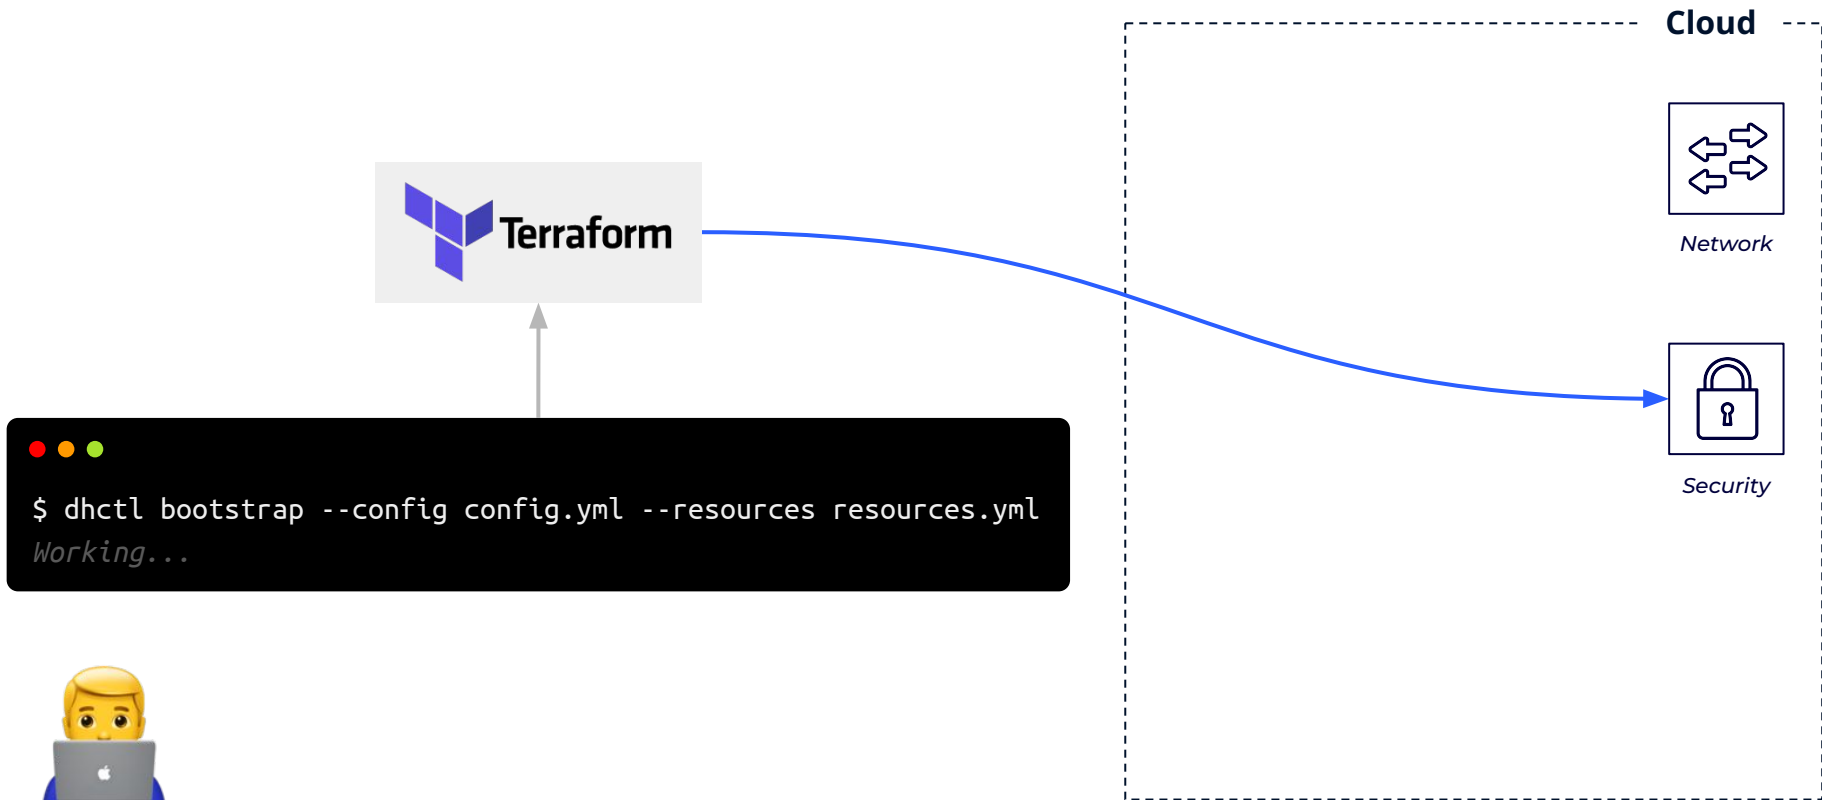 Cloud
Terraform
Network
$ dhctl bootstrap --config config.yml --resources resources.yml
Working...
Security